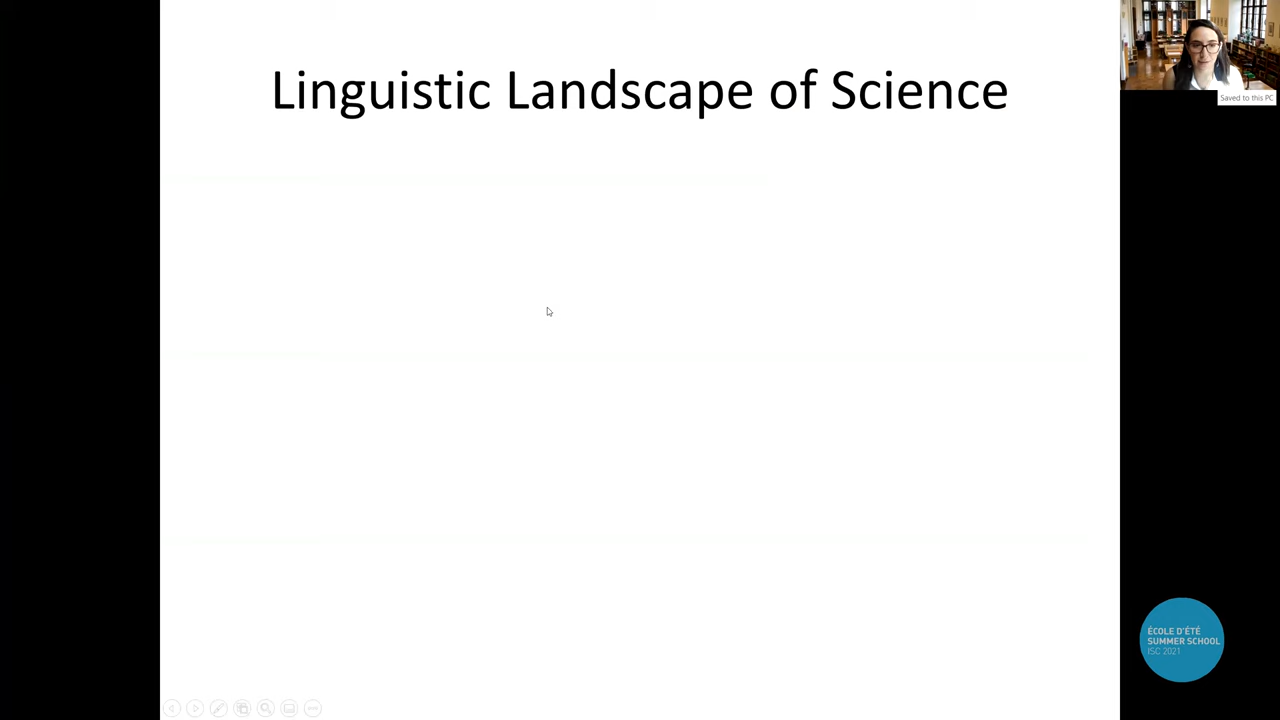 Linguistic Landscape of Science
Saved to this PC
ÉCOLE D'ÉTÉ
SUMMER SCHOOL
ISC 2021